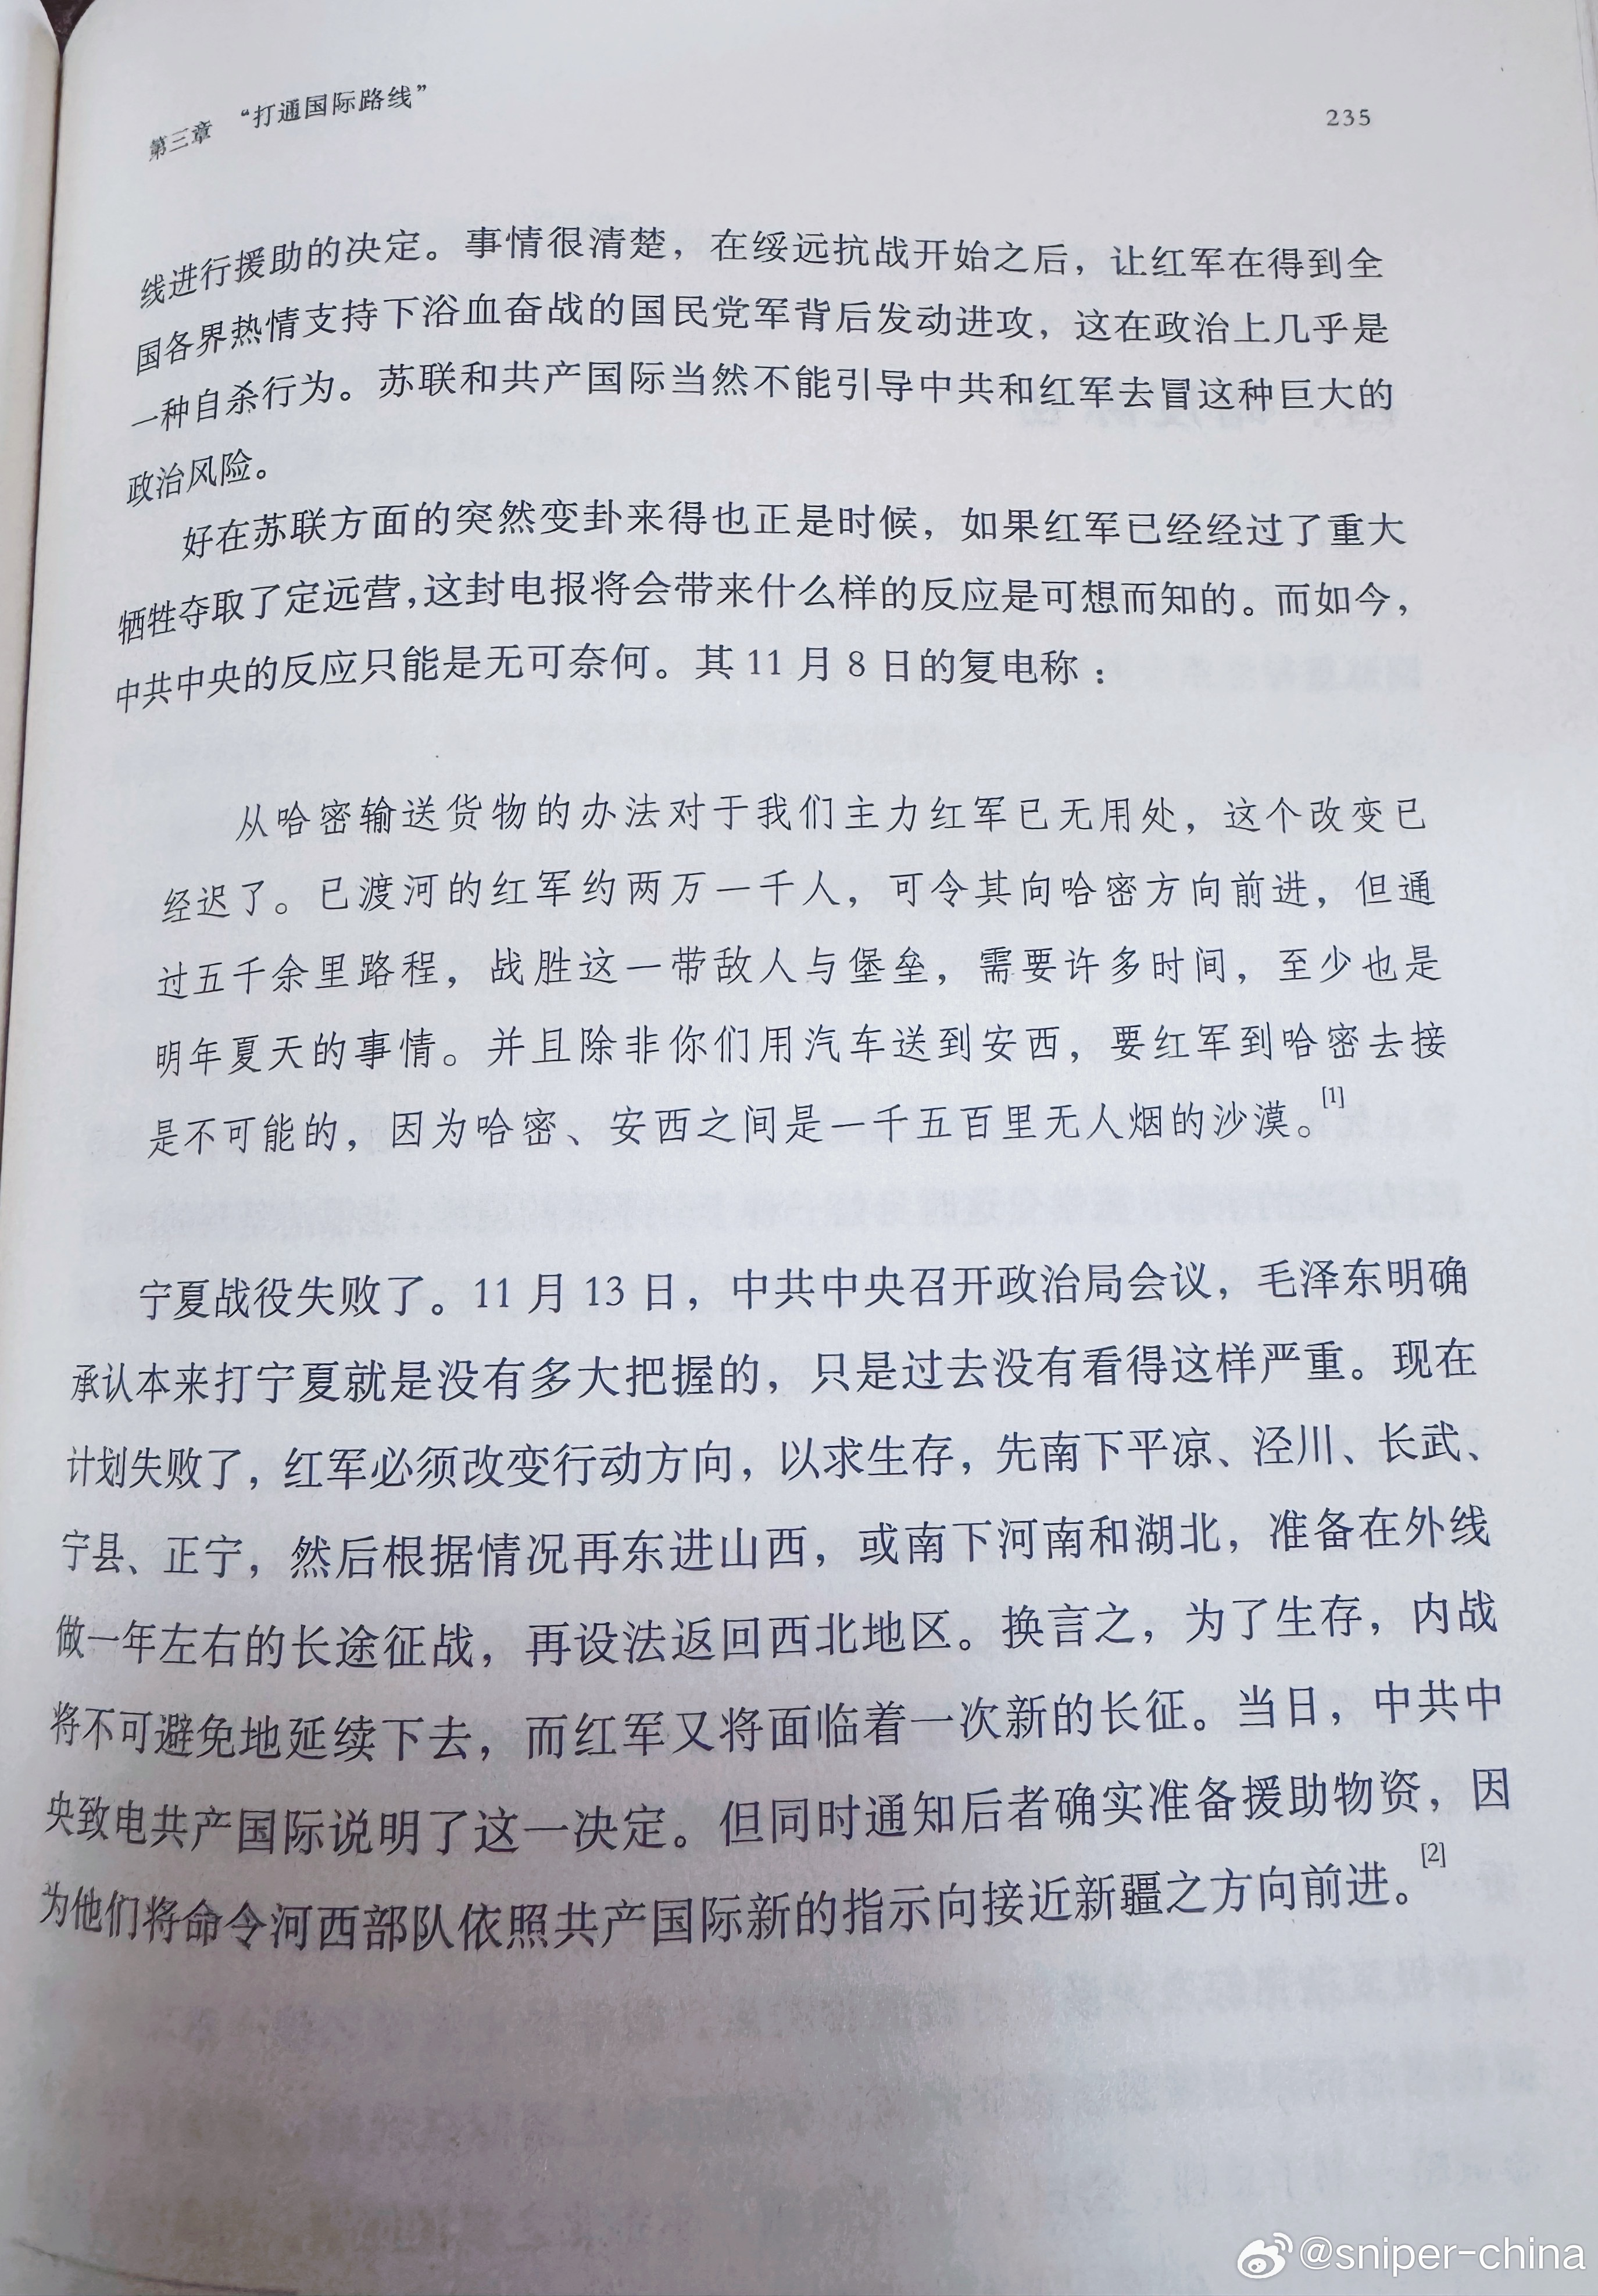 第三章 “打通国际路线” 235
线进行援助的决定。事情很清楚，在绥远抗战开始之后，让红军在得到全
国各界热情支持下浴血奋战的国民党军背后发动进攻，这在政治上几乎是
一种自杀行为。苏联和共产国际当然不能引导中共和红军去冒这种巨大的
政治风险。
好在苏联方面的突然变卦来得也正是时候，如果红军已经经过了重大
牺牲夺取了定远营，这封电报将会带来什么样的反应是可想而知的。而如今，
中共中央的反应只能是无可奈何。其 11 月 8 日的复电称：
从哈密输送货物的办法对于我们主力红军已无用处，这个改变已
经迟了。已渡河的红军约两万一千人，可令其向哈密方向前进，但通
过五千余里路程，战胜这一带敌人与堡垒，需要许多时间，至少也是
明年夏天的事情。并且除非你们用汽车送到安西，要红军到哈密去接
是不可能的，因为哈密、安西之间是一千五百里无人烟的沙漠。[1]
宁夏战役失败了。11 月 13 日，中共中央召开政治局会议，毛泽东明确
承认本来打宁夏就是没有多大把握的，只是过去没有看得这样严重。现在
计划失败了，红军必须改变行动方向，以求生存，先南下平凉、泾川、长武、
宁县、正宁，然后根据情况再东进山西，或南下河南和湖北，准备在外线
做一年左右的长途征战，再设法返回西北地区。换言之，为了生存，内战
将不可避免地延续下去，而红军又将面临着一次新的长征。当日，中共中
央致电共产国际说明了这一决定。但同时通知后者确实准备援助物资，因
为他们将命令河西部队依照共产国际新的指示向接近新疆之方向前进。[2]
@sniper-china